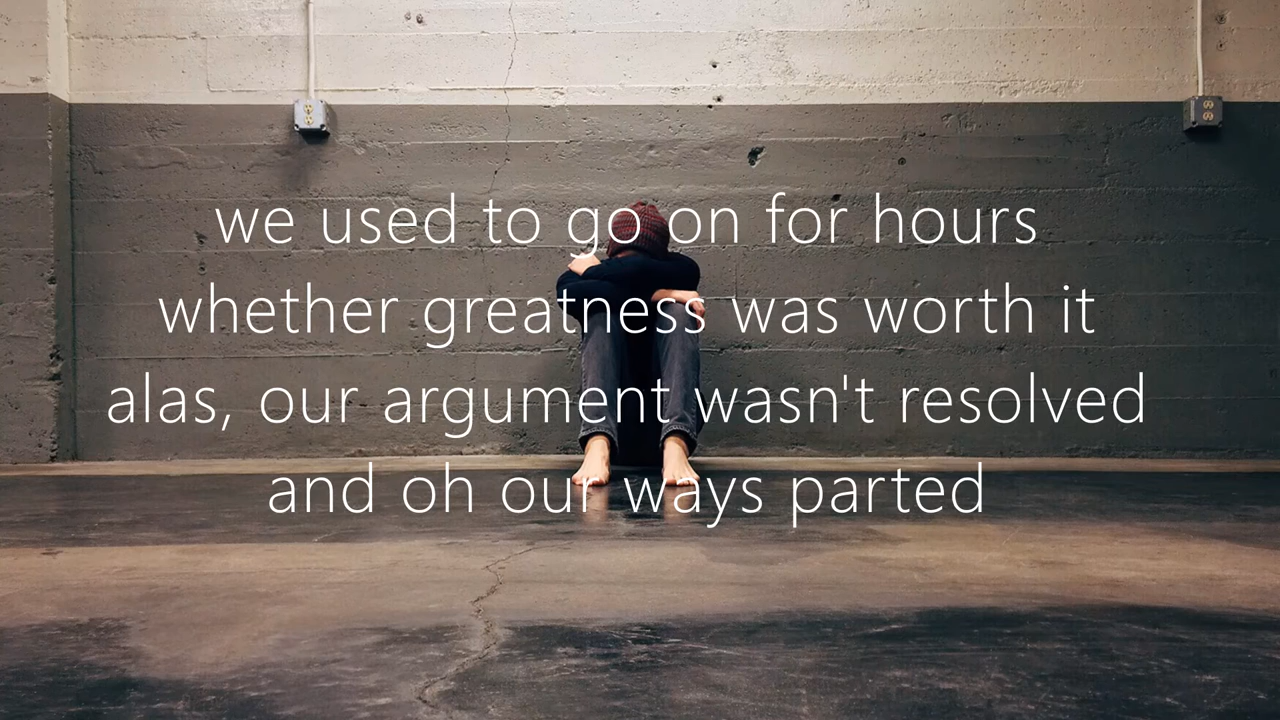 we used to go on for hours
whether greatness was worth it
alas, our argument wasn't resolved
and oh our ways parted